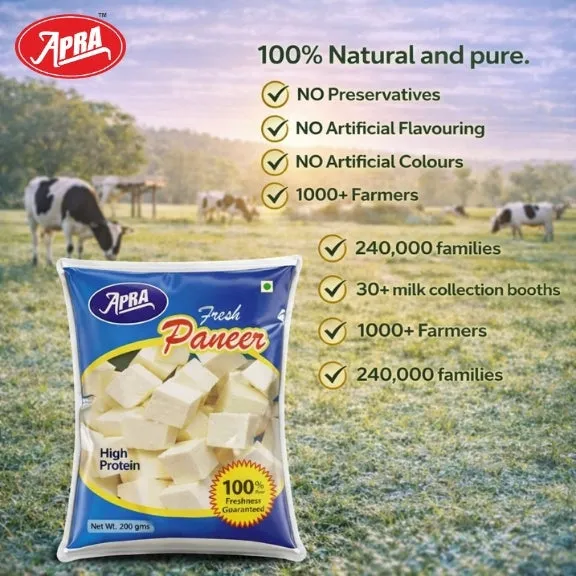 TM
APRA
100% Natural and pure.
NO Preservatives
NO Artificial Flavouring
NO Artificial Colours
1000+ Farmers
240,000 families
30+ milk collection booths
1000+ Farmers
240,000 families
APRA
Fresh
Paneer
High
Protein
100%
Freshness
Guaranteed
Net Wt. 200 gms